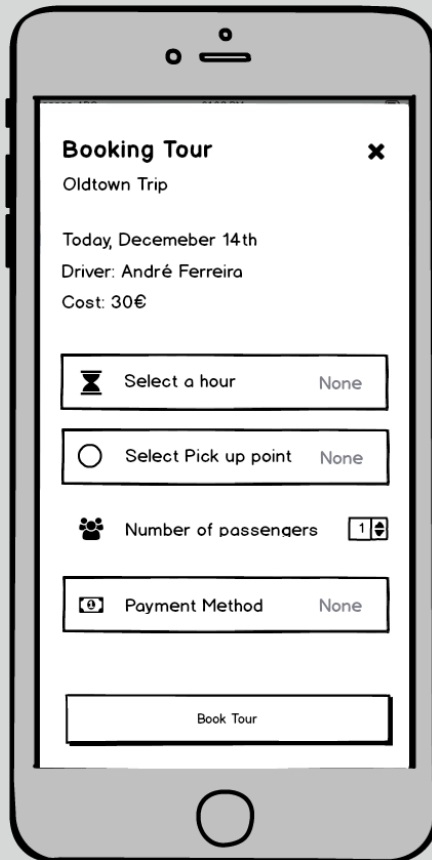 Booking Tour
Oldtown Trip
Today, Decemeber 14th
Driver: André Ferreira
Cost: 30€
Select a hour None
Select Pick up point None
Number of passengers 1
Payment Method None
Book Tour